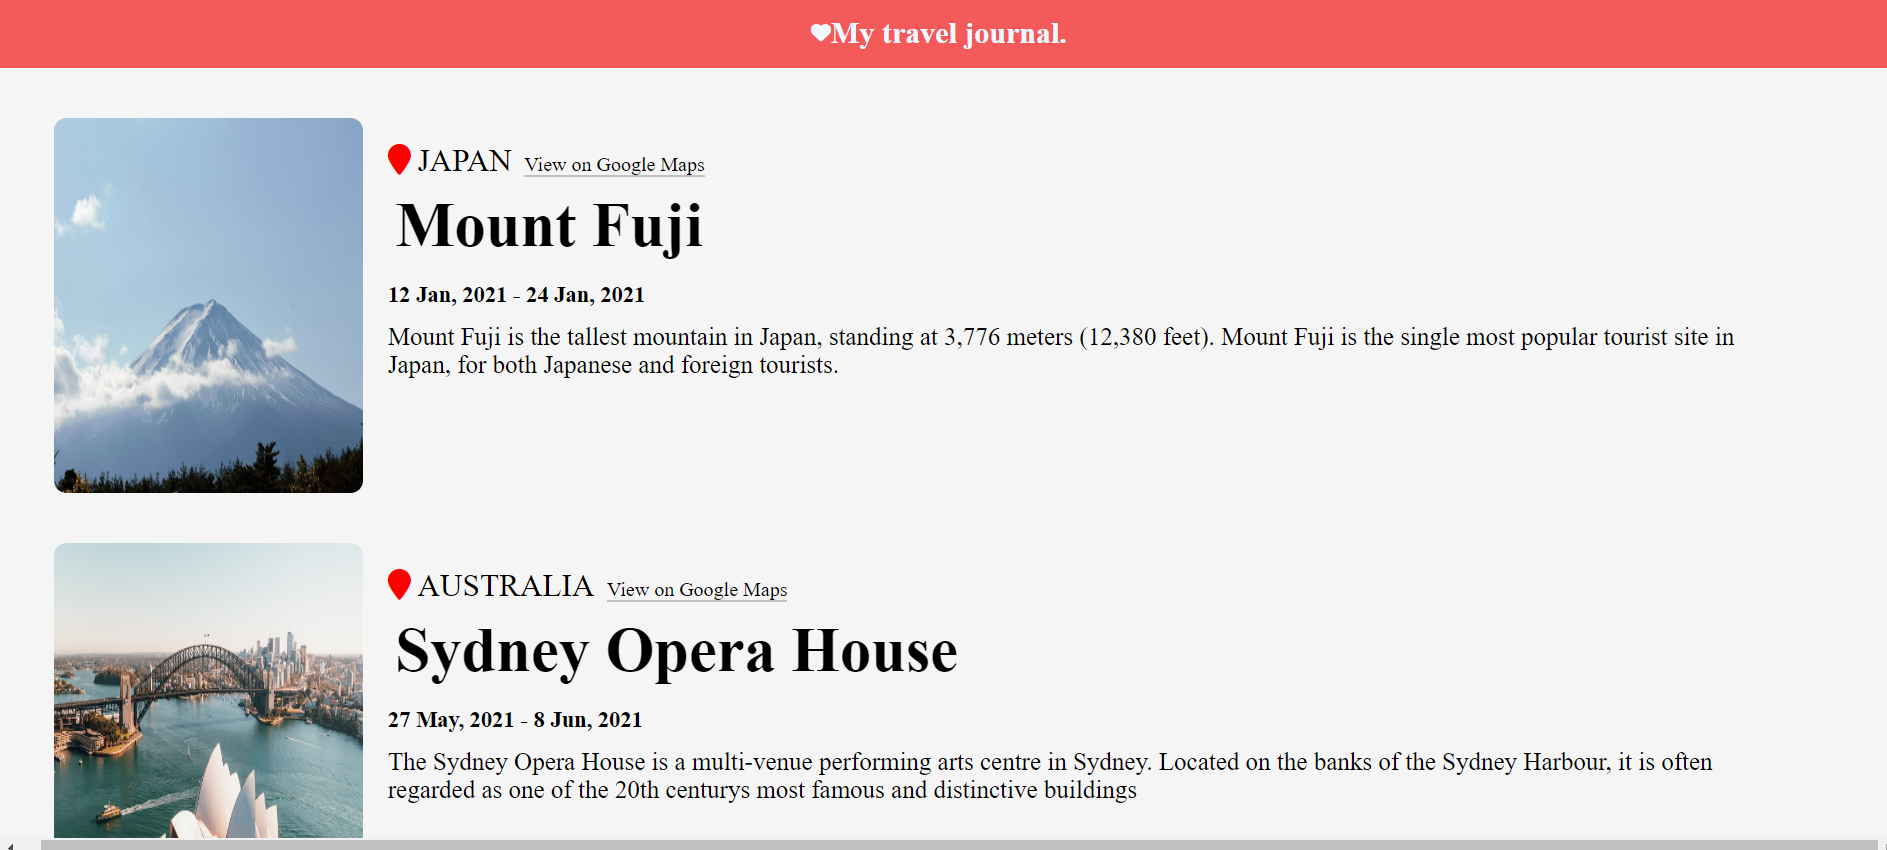 My travel journal.
JAPAN View on Google Maps
Mount Fuji
12 Jan, 2021 - 24 Jan, 2021
Mount Fuji is the tallest mountain in Japan, standing at 3,776 meters (12,380 feet). Mount Fuji is the single most popular tourist site in
Japan, for both Japanese and foreign tourists.
AUSTRALIA View on Google Maps
Sydney Opera House
27 May, 2021 - 8 Jun, 2021
The Sydney Opera House is a multi-venue performing arts centre in Sydney. Located on the banks of the Sydney Harbour, it is often
regarded as one of the 20th centurys most famous and distinctive buildings